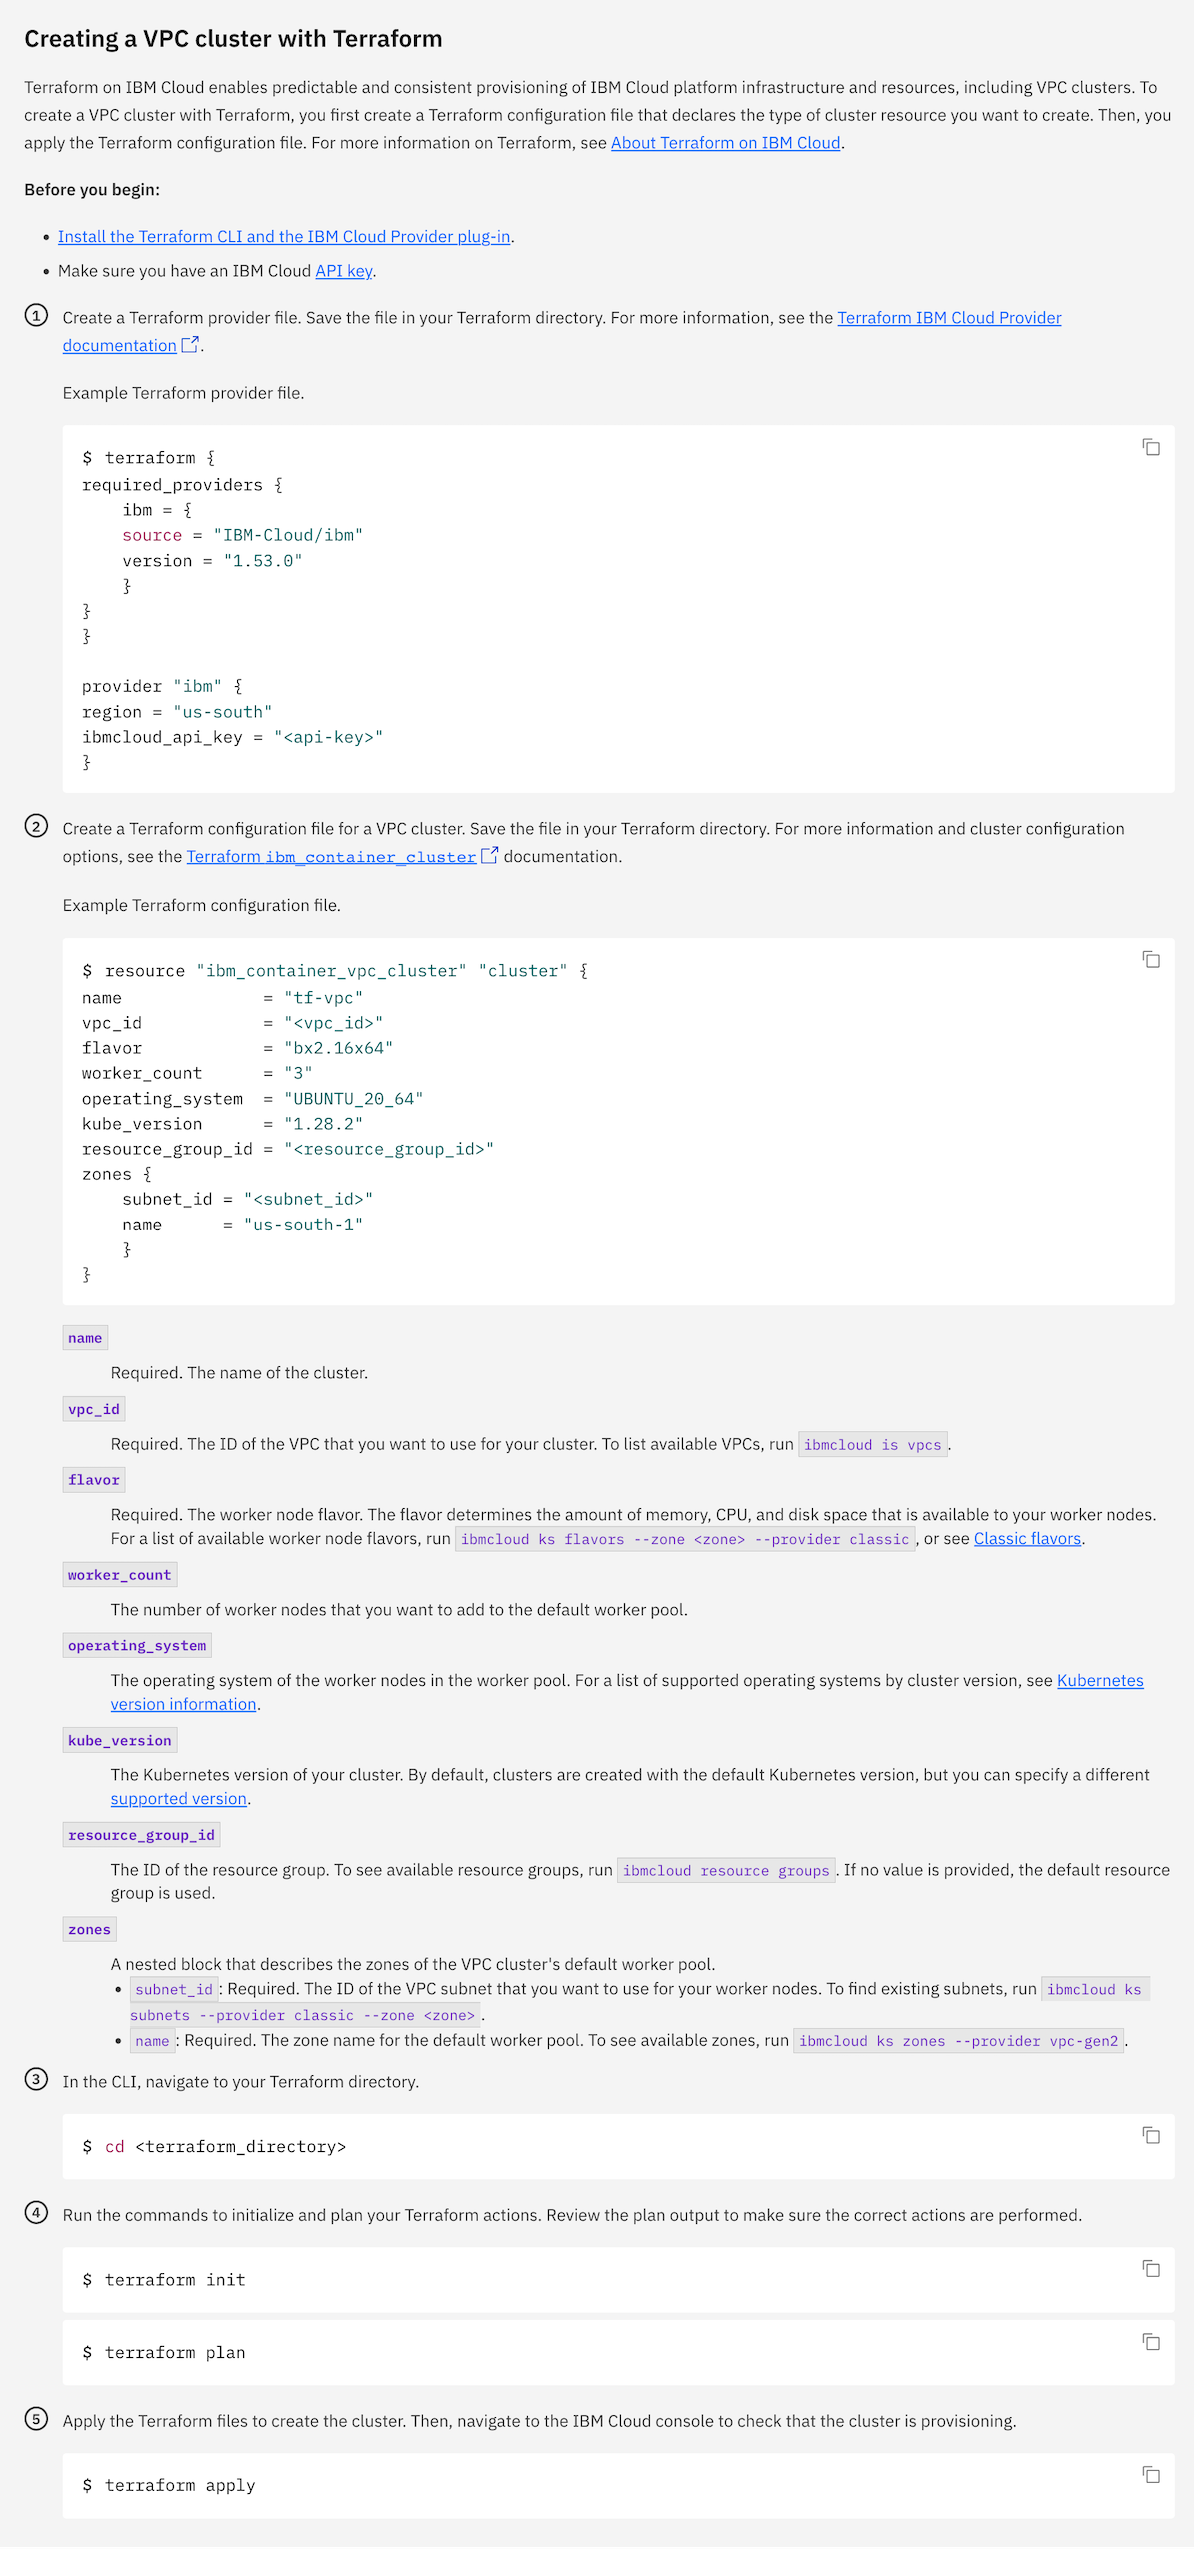 Creating a VPC cluster with Terraform
Terraform on IBM Cloud enables predictable and consistent provisioning of IBM Cloud platform infrastructure and resources, including VPC clusters. To
create a VPC cluster with Terraform, you first create a Terraform configuration file that declares the type of cluster resource you want to create. Then, you
apply the Terraform configuration file. For more information on Terraform, see About Terraform on IBM Cloud.
Before you begin:
• Install the Terraform CLI and the IBM Cloud Provider plug-in.
• Make sure you have an IBM Cloud API key.
1 Create a Terraform provider file. Save the file in your Terraform directory. For more information, see the Terraform IBM Cloud Provider
documentation.
Example Terraform provider file.
$ terraform {
required_providers {
    ibm = {
    source = "IBM-Cloud/ibm"
    version = "1.53.0"
    }
}
}
provider "ibm" {
region = "us-south"
ibmcloud_api_key = "<api-key>"
}
2 Create a Terraform configuration file for a VPC cluster. Save the file in your Terraform directory. For more information and cluster configuration
options, see the Terraform ibm_container_cluster documentation.
Example Terraform configuration file.
$ resource "ibm_container_vpc_cluster" "cluster" {
name              = "tf-vpc"
vpc_id            = "<vpc_id>"
flavor            = "bx2.16x64"
worker_count      = "3"
operating_system  = "UBUNTU_20_64"
kube_version      = "1.28.2"
resource_group_id = "<resource_group_id>"
zones {
    subnet_id = "<subnet_id>"
    name      = "us-south-1"
    }
}
name
Required. The name of the cluster.
vpc_id
Required. The ID of the VPC that you want to use for your cluster. To list available VPCs, run ibmcloud is vpcs.
flavor
Required. The worker node flavor. The flavor determines the amount of memory, CPU, and disk space that is available to your worker nodes.
For a list of available worker node flavors, run ibmcloud ks flavors --zone <zone> --provider classic, or see Classic flavors.
worker_count
The number of worker nodes that you want to add to the default worker pool.
operating_system
The operating system of the worker nodes in the worker pool. For a list of supported operating systems by cluster version, see Kubernetes
version information.
kube_version
The Kubernetes version of your cluster. By default, clusters are created with the default Kubernetes version, but you can specify a different
supported version.
resource_group_id
The ID of the resource group. To see available resource groups, run ibmcloud resource groups. If no value is provided, the default resource
group is used.
zones
A nested block that describes the zones of the VPC cluster's default worker pool.
• subnet_id: Required. The ID of the VPC subnet that you want to use for your worker nodes. To find existing subnets, run ibmcloud ks
subnets --provider classic --zone <zone>.
• name: Required. The zone name for the default worker pool. To see available zones, run ibmcloud ks zones --provider vpc-gen2.
3 In the CLI, navigate to your Terraform directory.
$ cd <terraform_directory>
4 Run the commands to initialize and plan your Terraform actions. Review the plan output to make sure the correct actions are performed.
$ terraform init
$ terraform plan
5 Apply the Terraform files to create the cluster. Then, navigate to the IBM Cloud console to check that the cluster is provisioning.
$ terraform apply